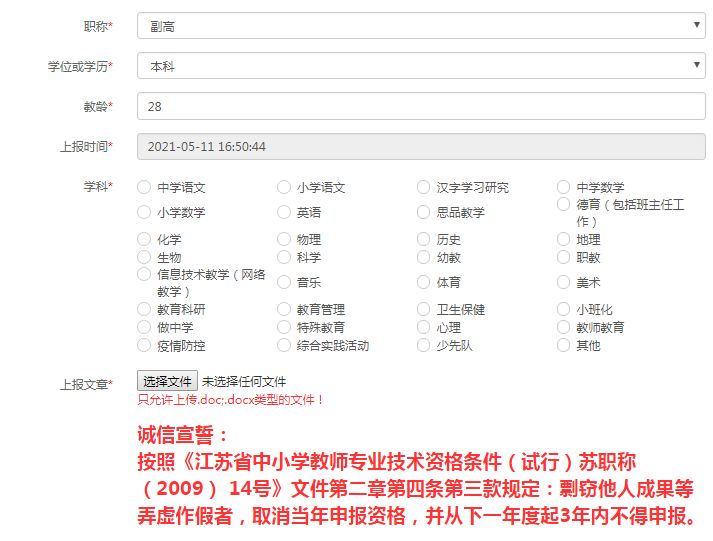 职称* 副高
学位或学历* 本科
教龄* 28
上报时间* 2021-05-11 16:50:44
学科* 中学语文 小学语文 汉字学习研究 中学数学
小学数学 英语 思品教学 德育（包括班主任工
作）
化学 物理 历史 地理
生物 科学 幼教 职教
信息技术教学（网络
教学） 音乐 体育 美术
教育科研 教育管理 卫生保健 小班化
做中学 特殊教育 心理 教师教育
疫情防控 综合实践活动 少先队 其他
上报文章* 选择文件 未选择任何文件
只允许上传.doc;.docx类型的文件！
诚信宣誓：
按照《江苏省中小学教师专业技术资格条件（试行）苏职称
（2009） 14号》文件第二章第四条第三款规定：剽窃他人成果等
弄虚作假者，取消当年申报资格，并从下一年度起3年内不得申报。